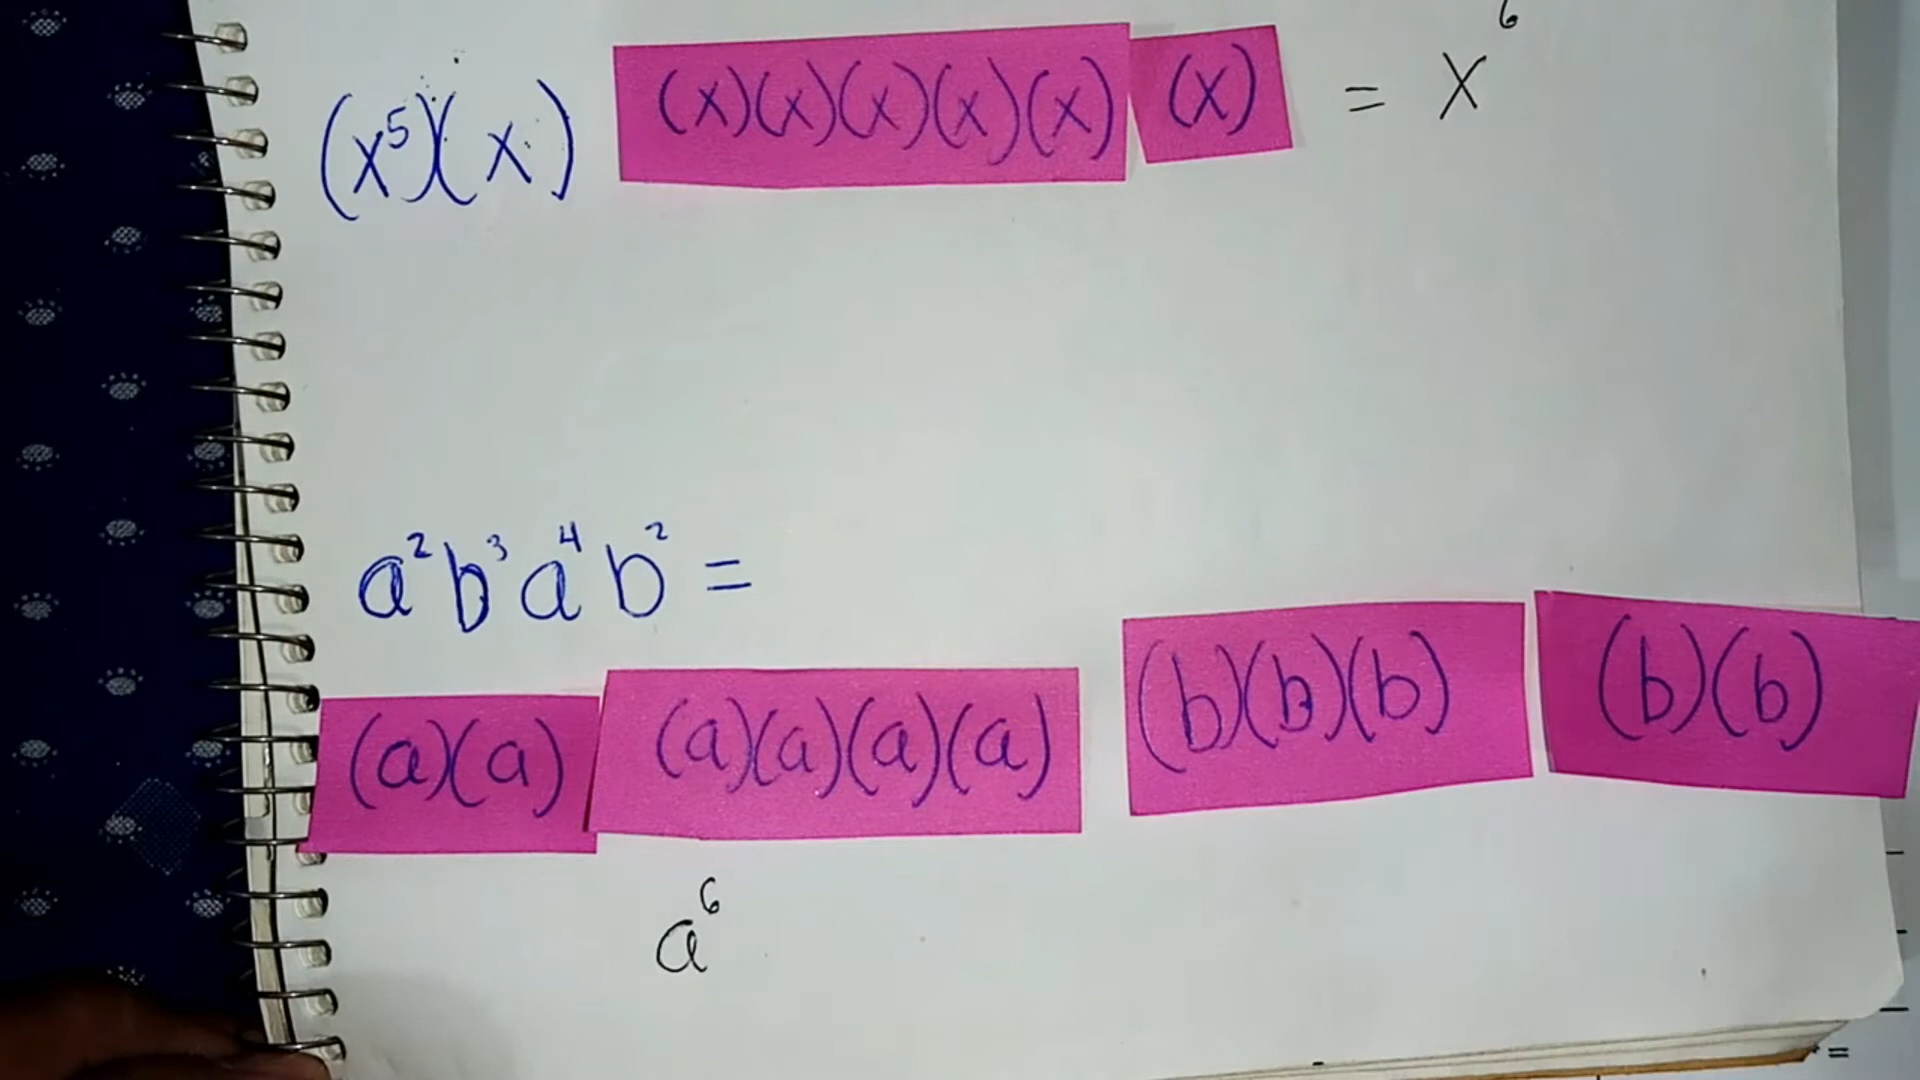 (x⁵)(x) (x)(x)(x)(x)(x) (x) = x⁶
a²b³a⁴b² =
(a)(a) (a)(a)(a)(a) (b)(b)(b) (b)(b)
a⁶
=